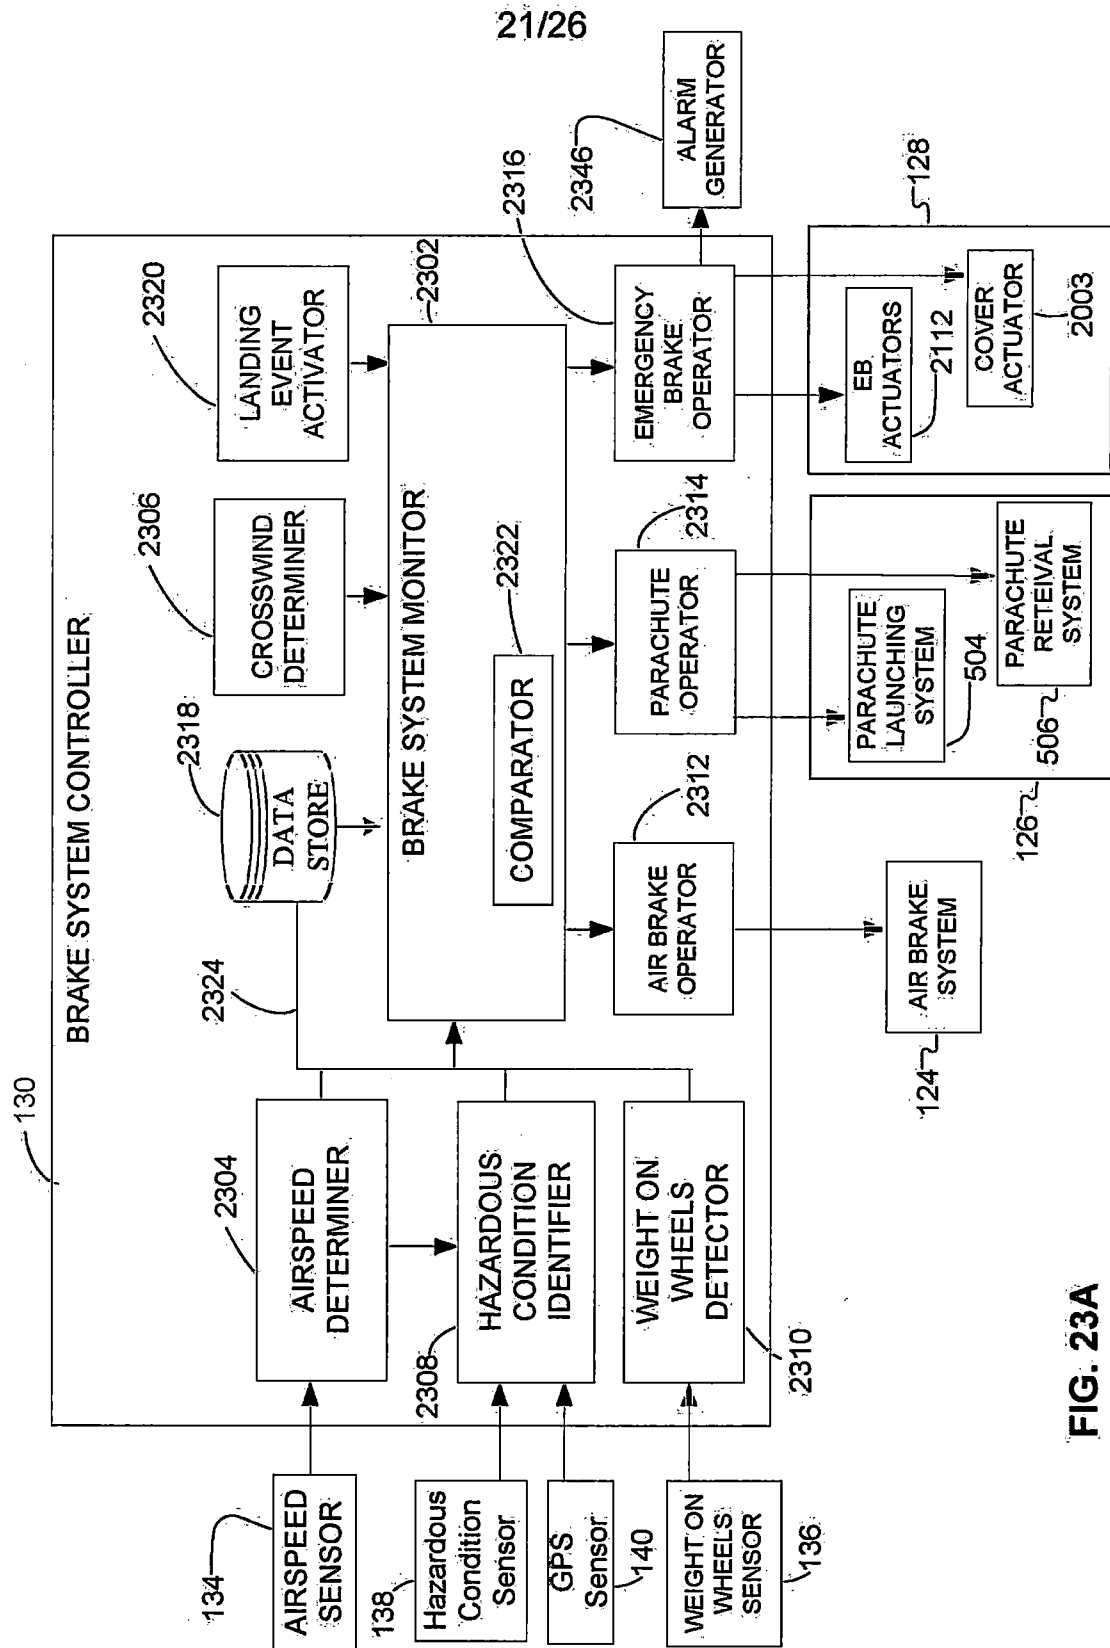 21/26
BRAKE SYSTEM CONTROLLER
130
134
AIRSPEED
SENSOR
138
Hazardous
Condition
Sensor
GPS
Sensor
140
WEIGHT ON
WHEELS
SENSOR
136
2304
AIRSPEED
DETERMINER
2308
HAZARDOUS
CONDITION
IDENTIFIER
WEIGHT ON
WHEELS
DETECTOR
2310
2324
2318
DATA
STORE
2306
CROSSWIND
DETERMINER
2320
LANDING
EVENT
ACTIVATOR
2302
BRAKE SYSTEM MONITOR
2322
COMPARATOR
2312
AIR BRAKE
OPERATOR
2314
PARACHUTE
OPERATOR
2316
EMERGENCY
BRAKE
OPERATOR
2346
ALARM
GENERATOR
124
AIR BRAKE
SYSTEM
126
PARACHUTE
LAUNCHING
SYSTEM
504
506
PARACHUTE
RETEIVAL
SYSTEM
128
EB
ACTUATORS
2112
COVER
ACTUATOR
2003
FIG. 23A